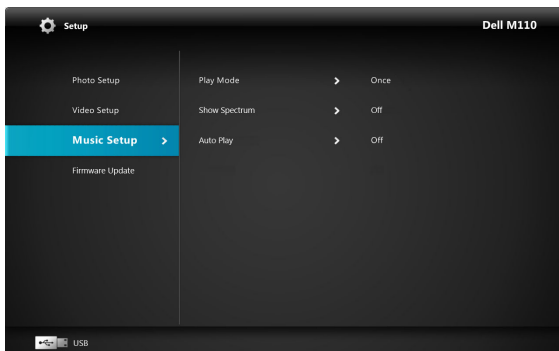 Setup Dell M110
Photo Setup Play Mode Once
Video Setup Show Spectrum Off
Music Setup Auto Play Off
Firmware Update
USB